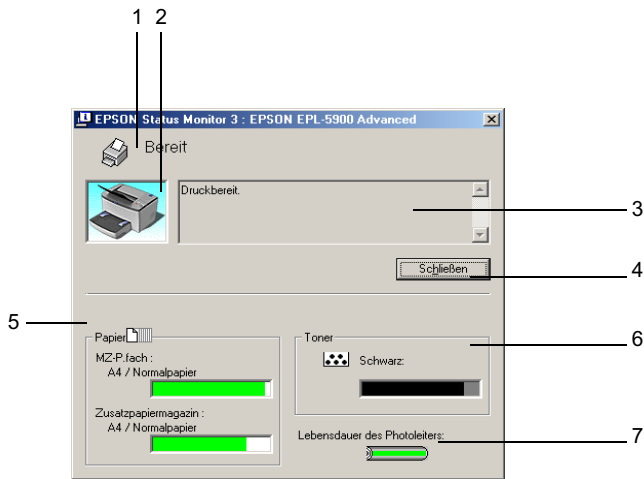 1 2
EPSON Status Monitor 3 : EPSON EPL-5900 Advanced
Bereit
Druckbereit.
3
Schließen
4
5
Papier
MZ-P.fach :
A4 / Normalpapier
Zusatzpapiermagazin :
A4 / Normalpapier
Toner
6
Schwarz:
Lebensdauer des Photoleiters:
7